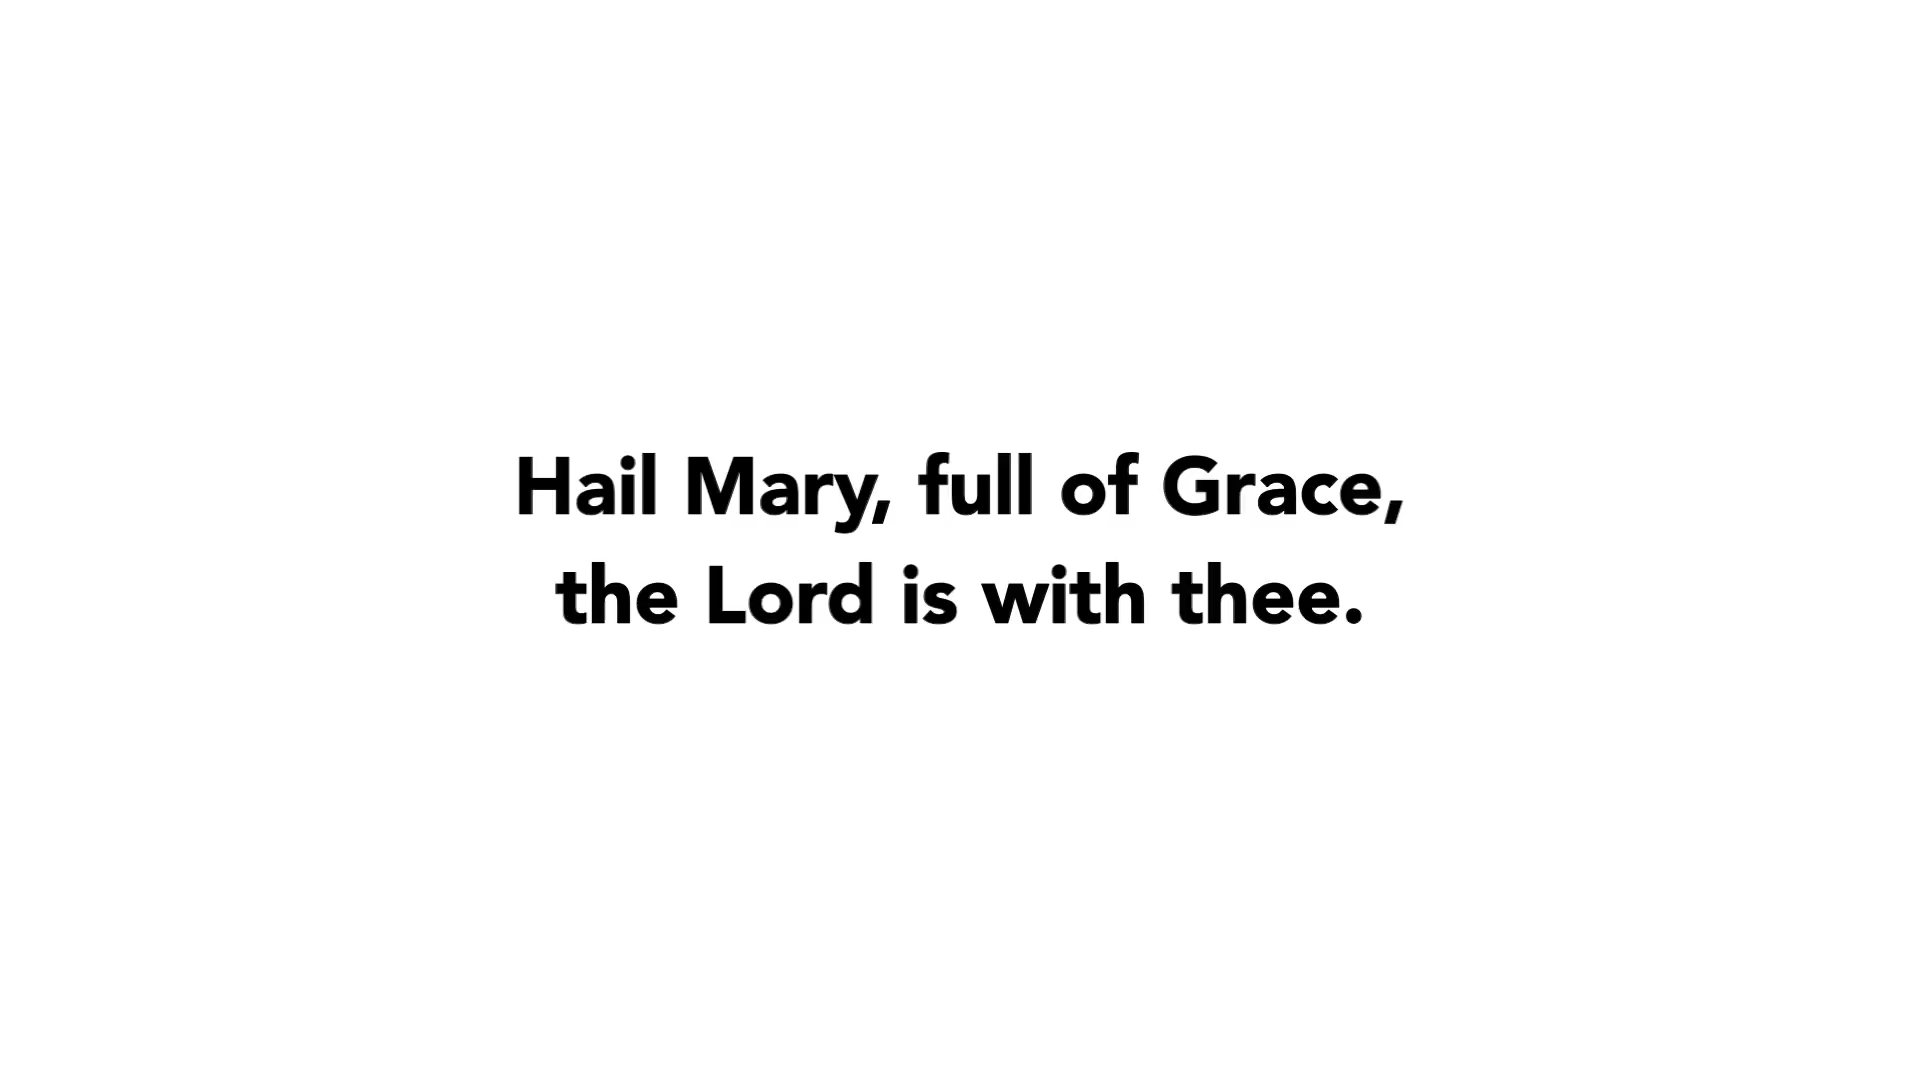 Hail Mary, full of Grace,
the Lord is with thee.